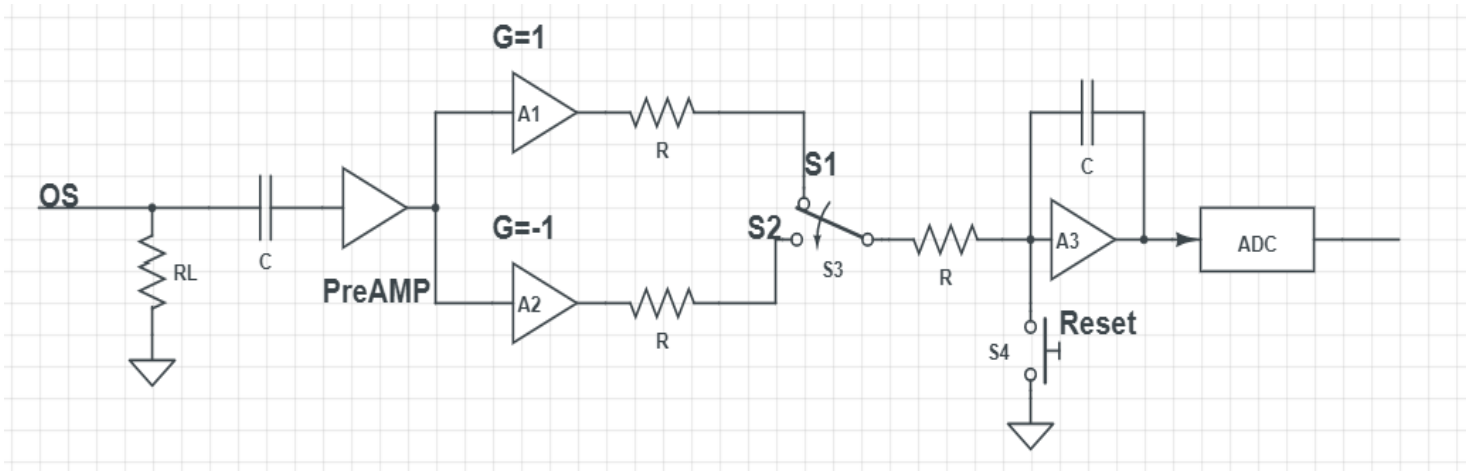 G=1
A1
R
S1
C
OS
G=-1
S2
A3
ADC
S3
RL
C
R
PreAMP
A2
Reset
R
S4